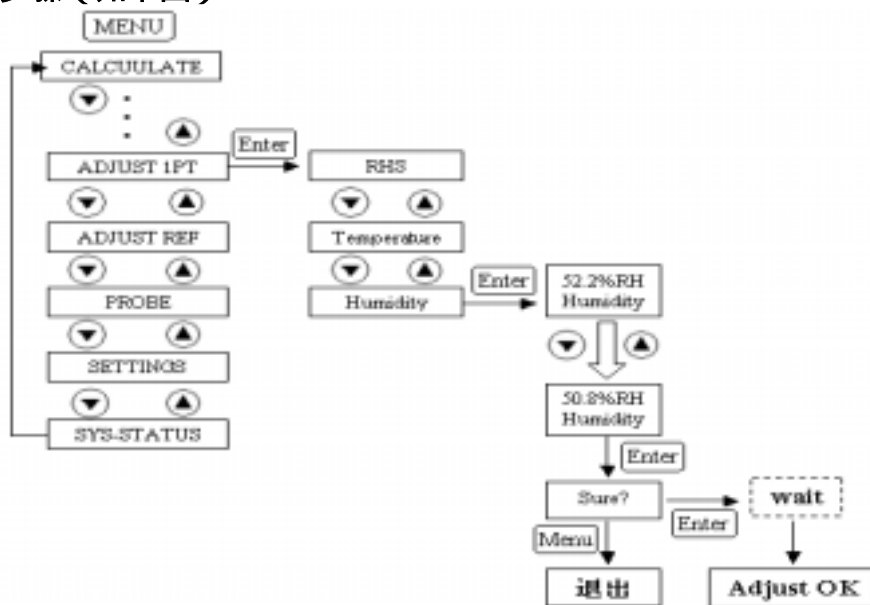 MENU
CALCUULATE
Enter
ADJUST 1PT
RHS
ADJUST REF
Temperature
Enter
52.2%RH
Humidity
PROBE
Humidity
SETTINGS
50.8%RH
Humidity
SYS-STATUS
Enter
Sure?
wait
Enter
Menu
退出
Adjust OK